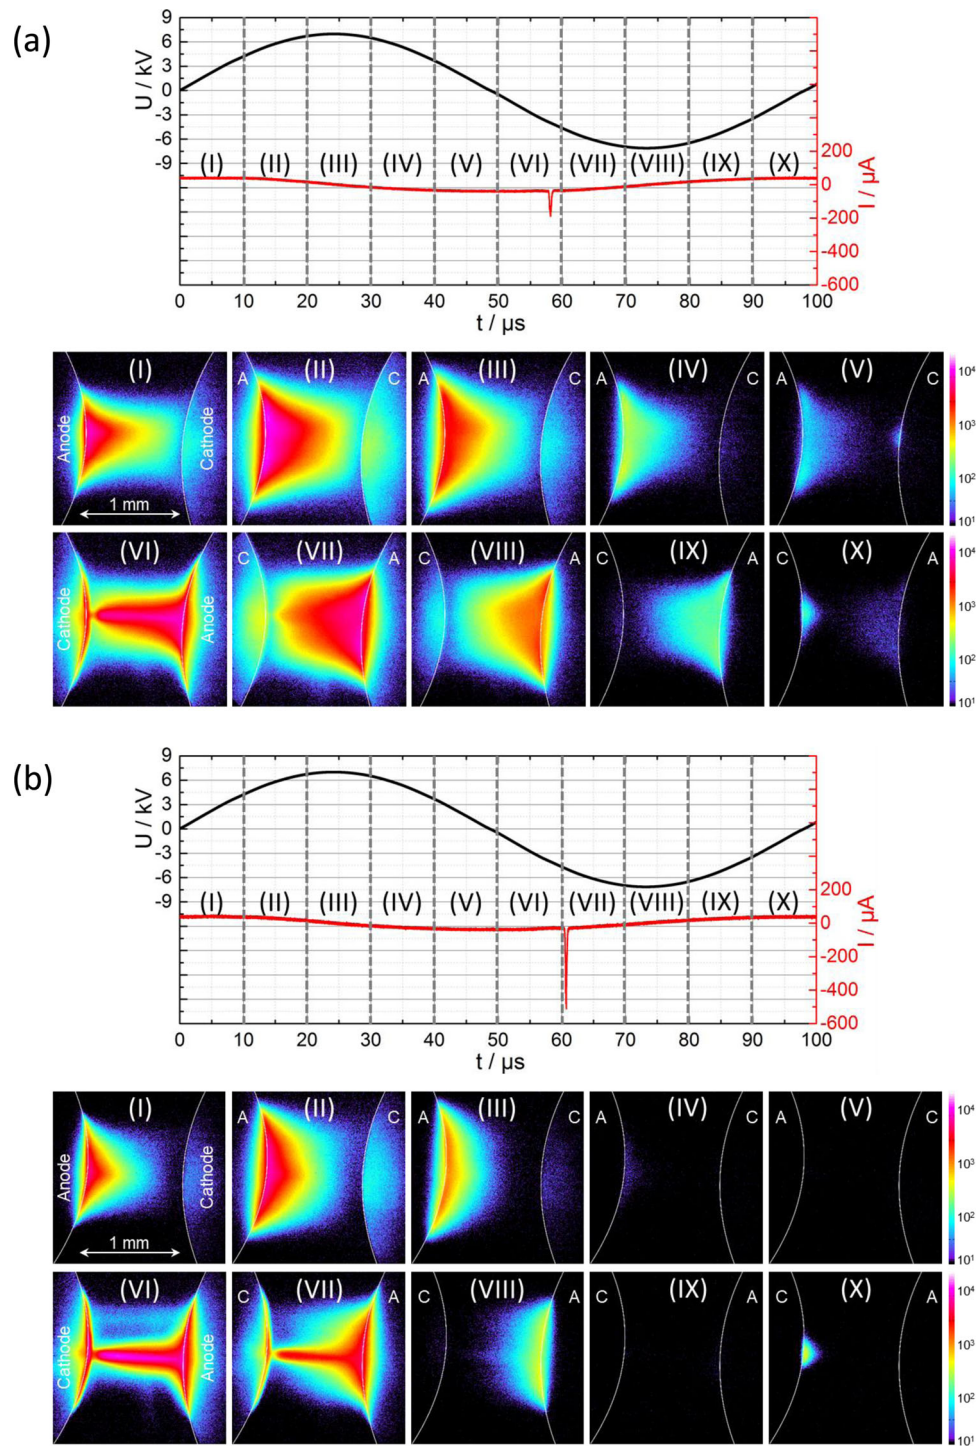 (a)
9
6
3
0
-3
-6
-9
U / kV
(I) (II) (III) (IV) (V) (VI) (VII) (VIII) (IX) (X)
200
0
-200
-400
-600
I / µA
0 10 20 30 40 50 60 70 80 90 100
t / µs
(I) (II) (III) (IV) (V)
Anode Cathode A C A C A C A C
1 mm
10⁴
10³
10²
10¹
(VI) (VII) (VIII) (IX) (X)
Cathode Anode C A C A C A C A
10⁴
10³
10²
10¹
(b)
9
6
3
0
-3
-6
-9
U / kV
(I) (II) (III) (IV) (V) (VI) (VII) (VIII) (IX) (X)
200
0
-200
-400
-600
I / µA
0 10 20 30 40 50 60 70 80 90 100
t / µs
(I) (II) (III) (IV) (V)
Anode Cathode A C A C A C A C
1 mm
10⁴
10³
10²
10¹
(VI) (VII) (VIII) (IX) (X)
Cathode Anode C A C A C A C A
10⁴
10³
10²
10¹